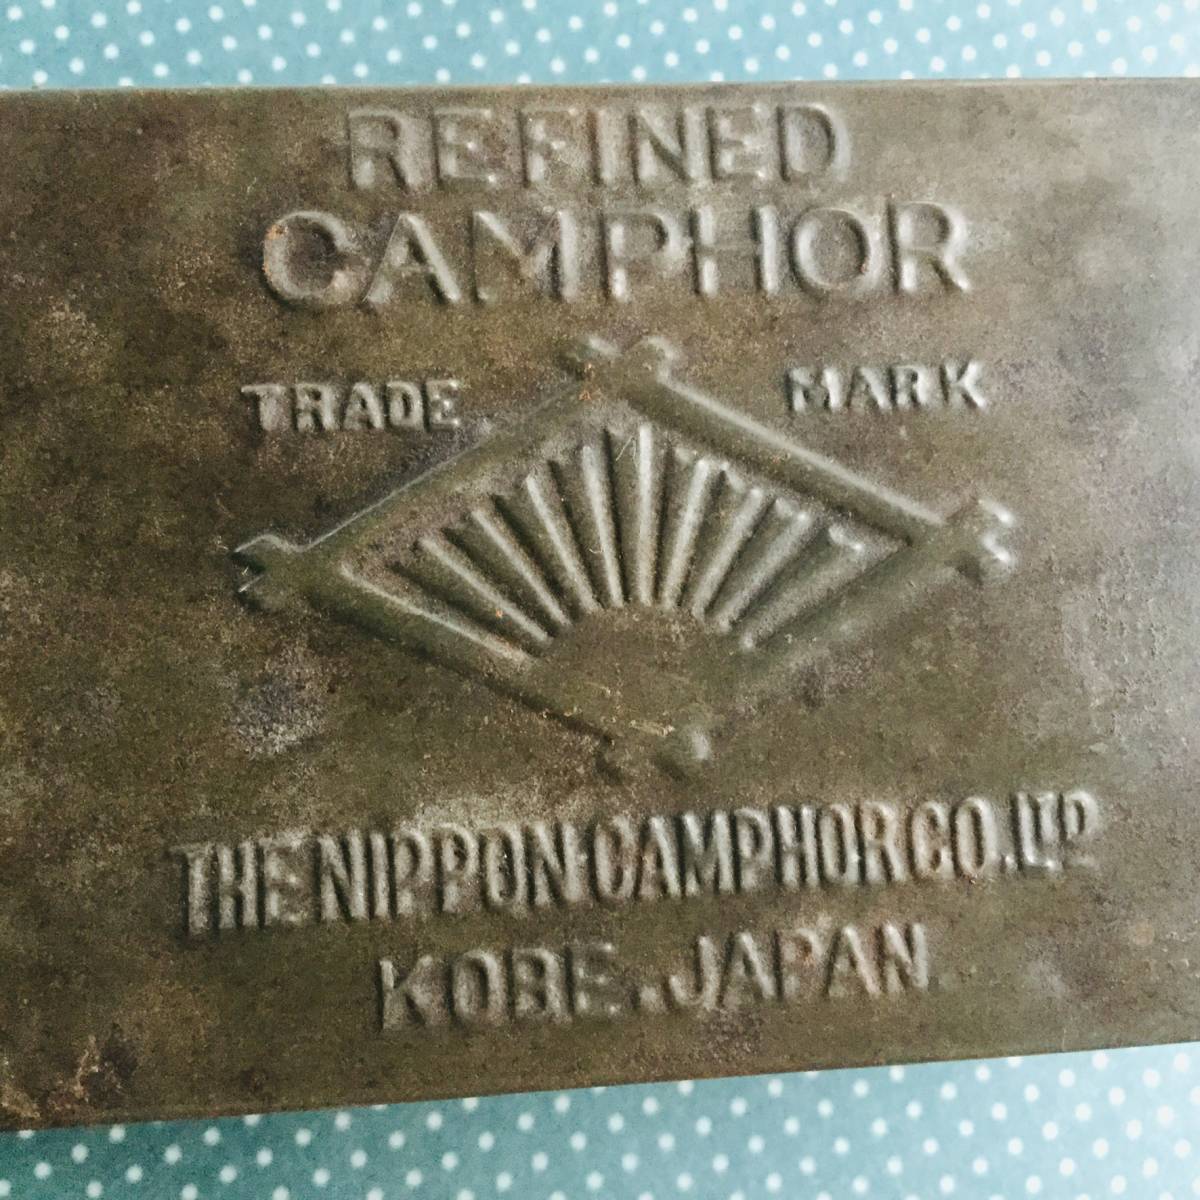 REFINED
CAMPHOR
TRADE MARK
THE NIPPON CAMPHOR CO. LTD
KOBE. JAPAN.